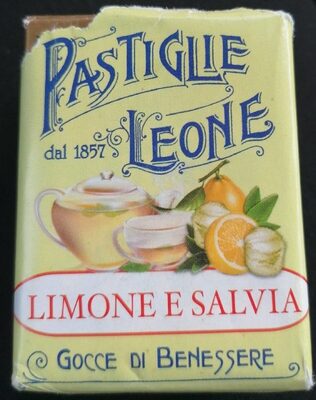 PASTIGLIE
dal 1857 LEONE
LIMONE E SALVIA
GOCCE DI BENESSERE